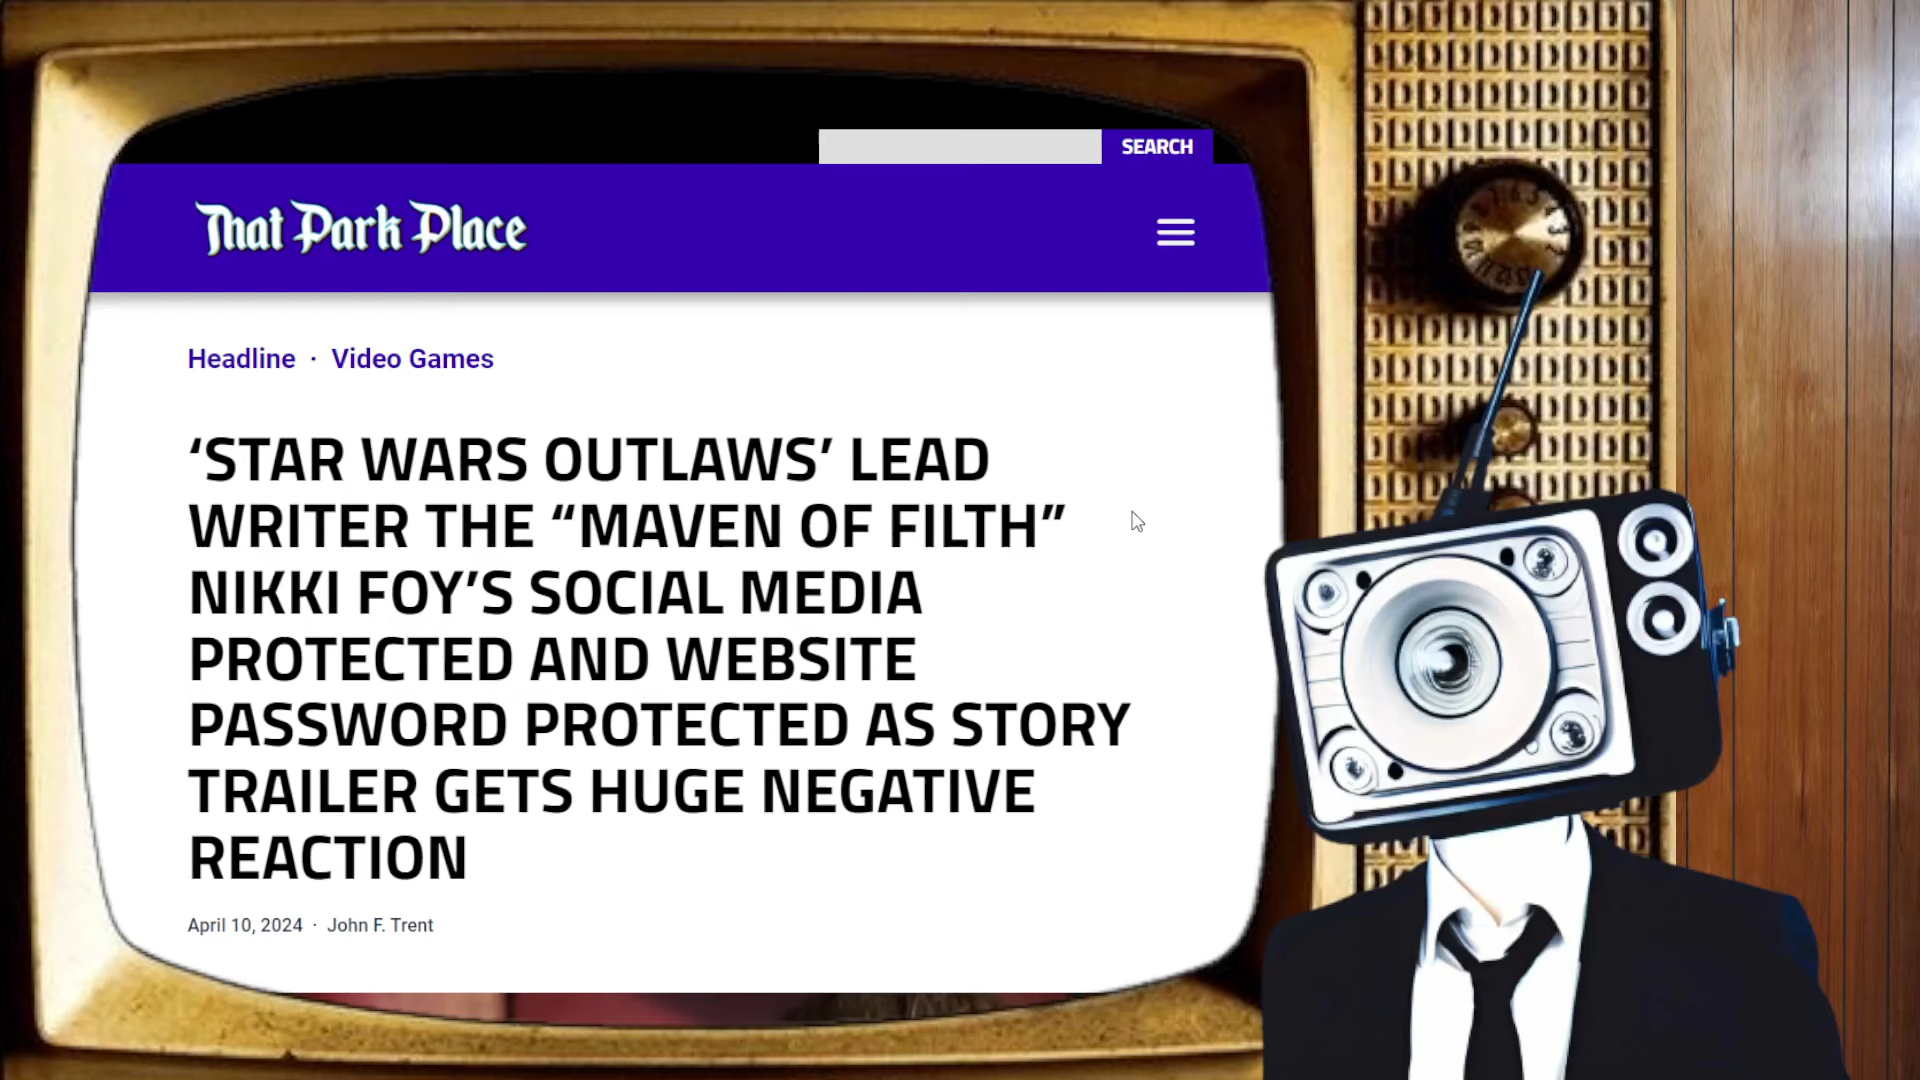 SEARCH
That Park Place
Headline · Video Games
‘STAR WARS OUTLAWS’ LEAD
WRITER THE “MAVEN OF FILTH”
NIKKI FOY’S SOCIAL MEDIA
PROTECTED AND WEBSITE
PASSWORD PROTECTED AS STORY
TRAILER GETS HUGE NEGATIVE
REACTION
April 10, 2024 · John F. Trent